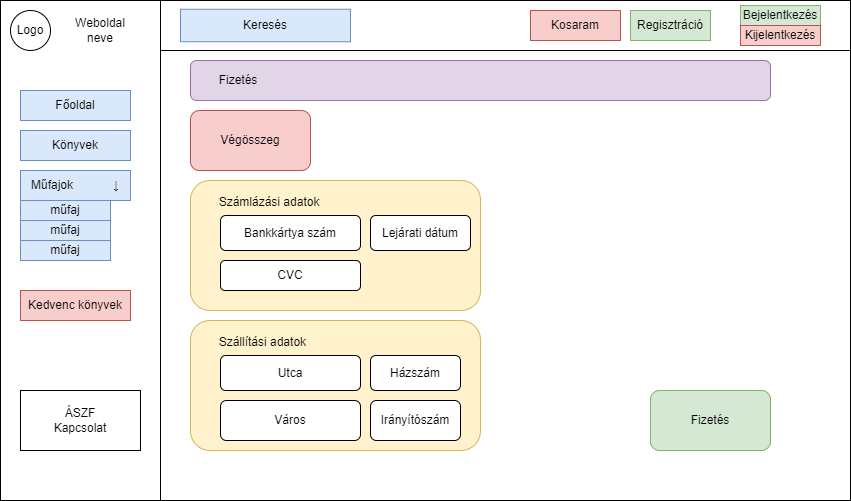 Logo
Weboldal
neve
Keresés
Kosaram
Regisztráció
Bejelentkezés
Kijelentkezés
Főoldal
Könyvek
Műfajok ↓
műfaj
műfaj
műfaj
Kedvenc könyvek
ÁSZF
Kapcsolat
Fizetés
Végösszeg
Számlázási adatok
Bankkártya szám
Lejárati dátum
CVC
Szállítási adatok
Utca
Házszám
Város
Irányítószám
Fizetés